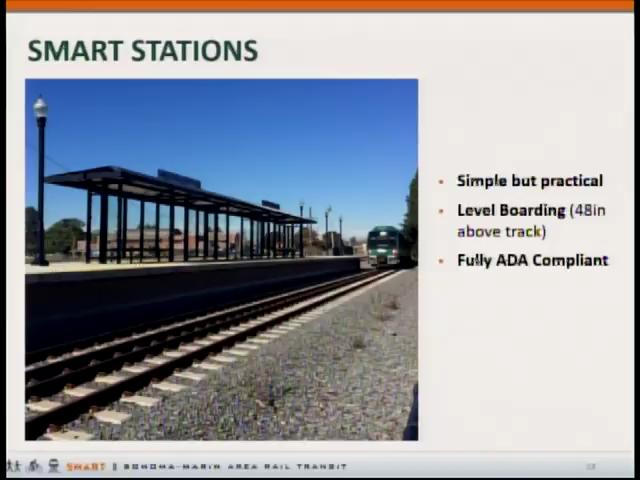 SMART STATIONS
Simple but practical
Level Boarding (48in
above track)
Fully ADA Compliant
SMART | SONOMA-MARIN AREA RAIL TRANSIT